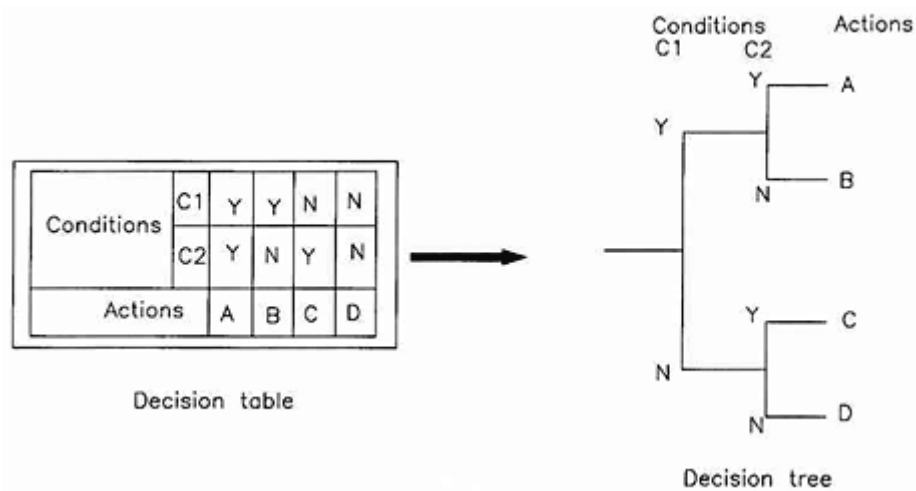 Conditions Actions
C1 C2
Y A
Y
N B
Conditions C1 Y Y N N
C2 Y N Y N
Actions A B C D
Y C
N
N D
Decision table
Decision tree